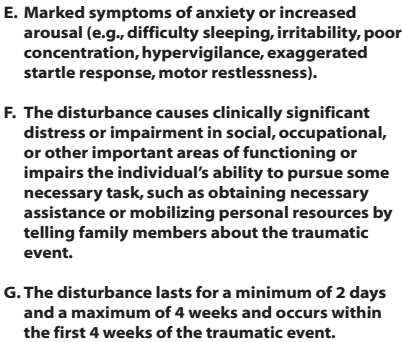 E. Marked symptoms of anxiety or increased
arousal (e.g., difficulty sleeping, irritability, poor
concentration, hypervigilance, exaggerated
startle response, motor restlessness).
F. The disturbance causes clinically significant
distress or impairment in social, occupational,
or other important areas of functioning or
impairs the individual's ability to pursue some
necessary task, such as obtaining necessary
assistance or mobilizing personal resources by
telling family members about the traumatic
event.
G. The disturbance lasts for a minimum of 2 days
and a maximum of 4 weeks and occurs within
the first 4 weeks of the traumatic event.